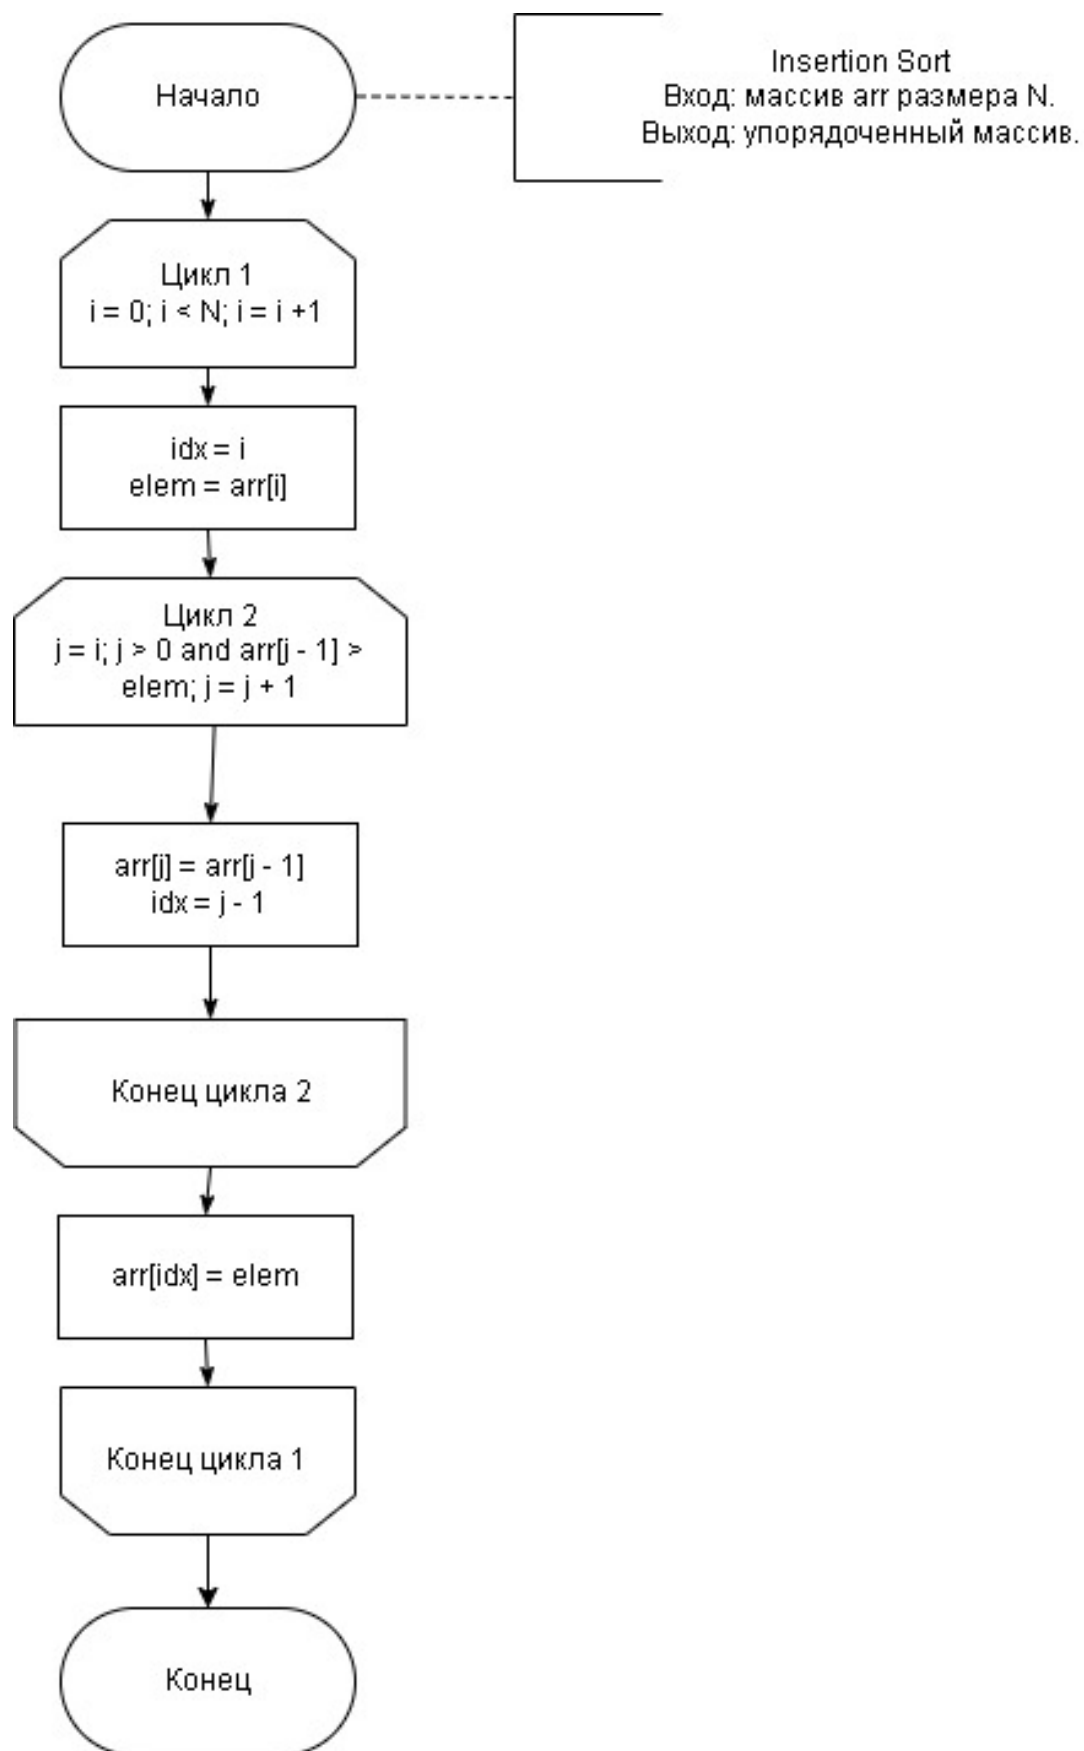 Начало
Insertion Sort
Вход: массив arr размера N.
Выход: упорядоченный массив.
Цикл 1
i = 0; i < N; i = i +1
idx = i
elem = arr[i]
Цикл 2
j = i; j > 0 and arr[j - 1] >
elem; j = j + 1
arr[j] = arr[j - 1]
idx = j - 1
Конец цикла 2
arr[idx] = elem
Конец цикла 1
Конец